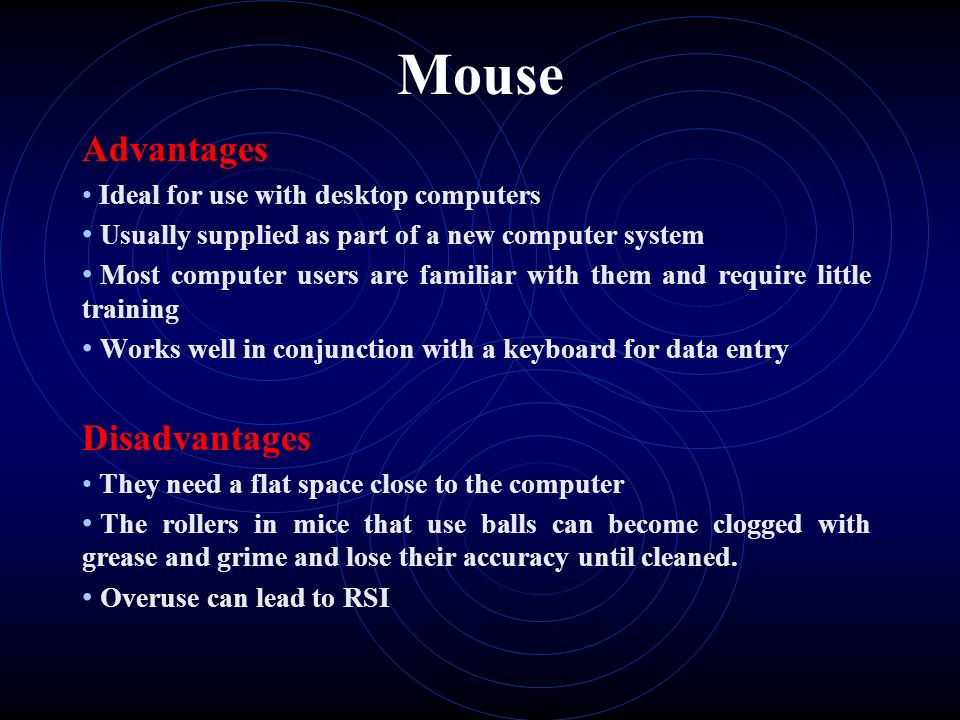 Mouse
Advantages
• Ideal for use with desktop computers
• Usually supplied as part of a new computer system
• Most computer users are familiar with them and require little
training
• Works well in conjunction with a keyboard for data entry
Disadvantages
• They need a flat space close to the computer
• The rollers in mice that use balls can become clogged with
grease and grime and lose their accuracy until cleaned.
• Overuse can lead to RSI